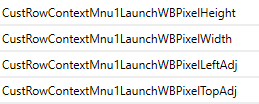 CustRowContextMnu1LaunchWBPixelHeight
CustRowContextMnu1LaunchWBPixelWidth
CustRowContextMnu1LaunchWBPixelLeftAdj
CustRowContextMnu1LaunchWBPixelTopAdj